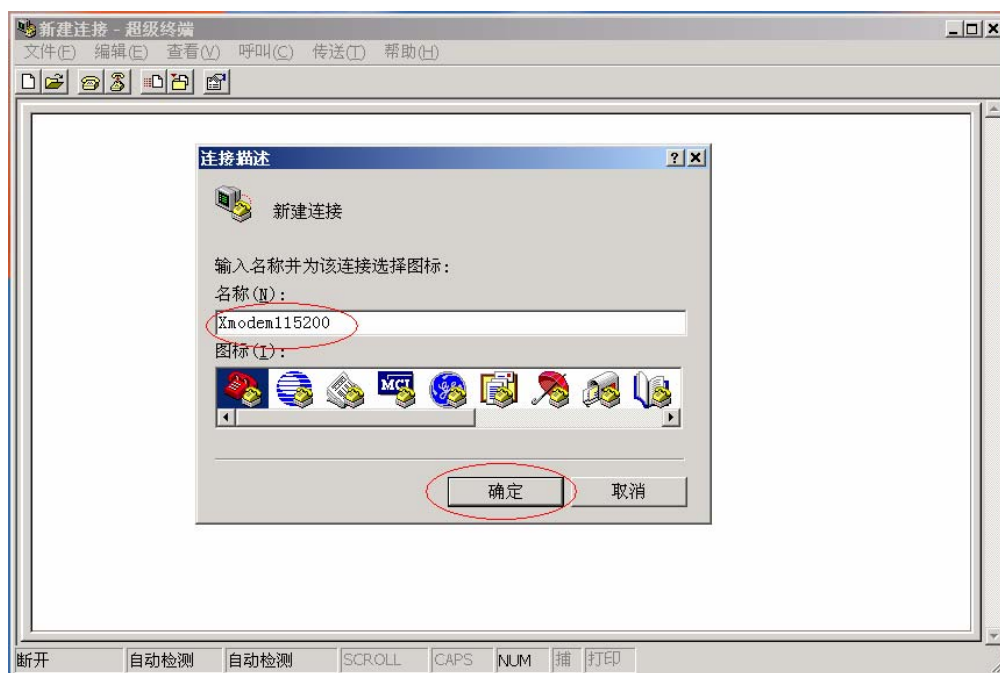 新建连接 - 超级终端
文件(F) 编辑(E) 查看(V) 呼叫(C) 传送(T) 帮助(H)
连接描述
新建连接
输入名称并为该连接选择图标:
名称(N):
Xmodem115200
图标(I):
MCI
确定 取消
断开 自动检测 自动检测 SCROLL CAPS NUM 捕 打印